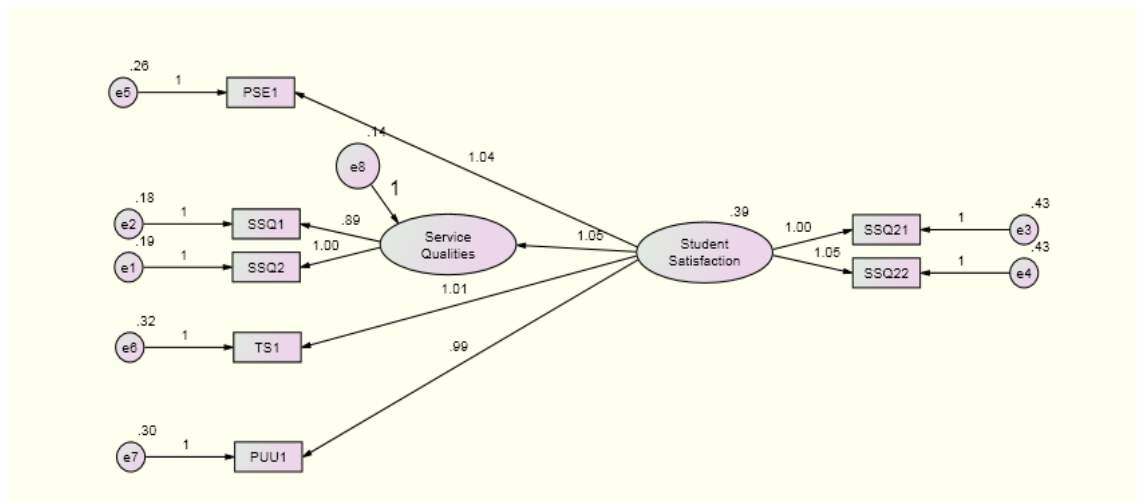 .26
e5
1
PSE1
.14
e8
1
1.04
.18
e2
1
SSQ1
.89
Service
Qualities
1.05
.39
Student
Satisfaction
1.00
SSQ21
1
.43
e3
.19
e1
1
SSQ2
1.00
1.05
SSQ22
1
.43
e4
1.01
.32
e6
1
TS1
.99
.30
e7
1
PUU1